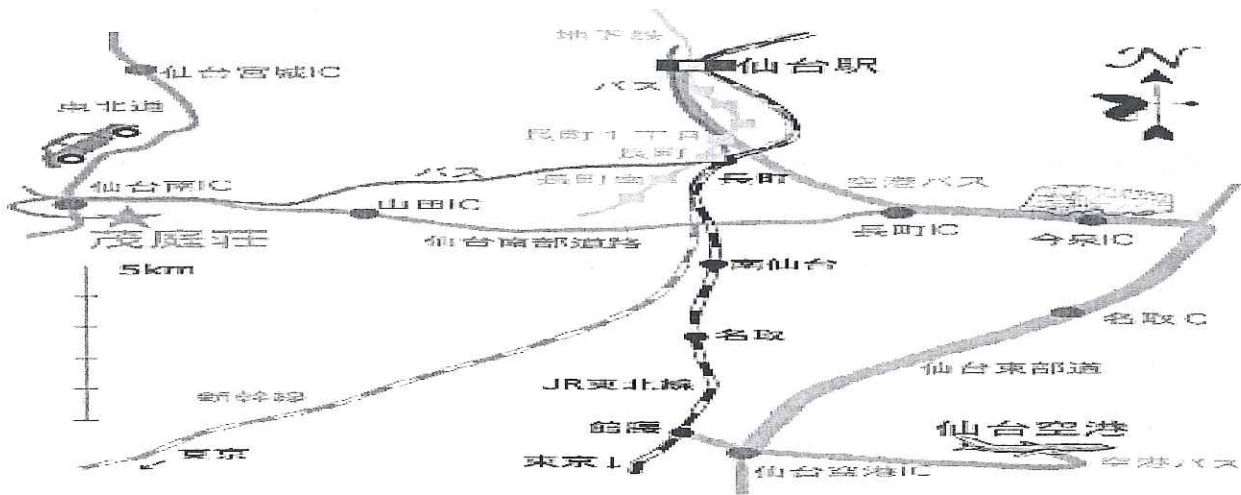 地下鉄
仙台宮城IC
仙台駅
バス
東北道
長町1丁目
長町
バス
長町南
長町
空港バス
仙台南IC
山田IC
長町IC
今泉IC
茂庭荘
仙台南部道路
5km
南仙台
名取IC
名取
仙台東部道
JR東北線
新幹線
館腰
仙台空港
東京
東京↓
仙台空港IC
空港バス